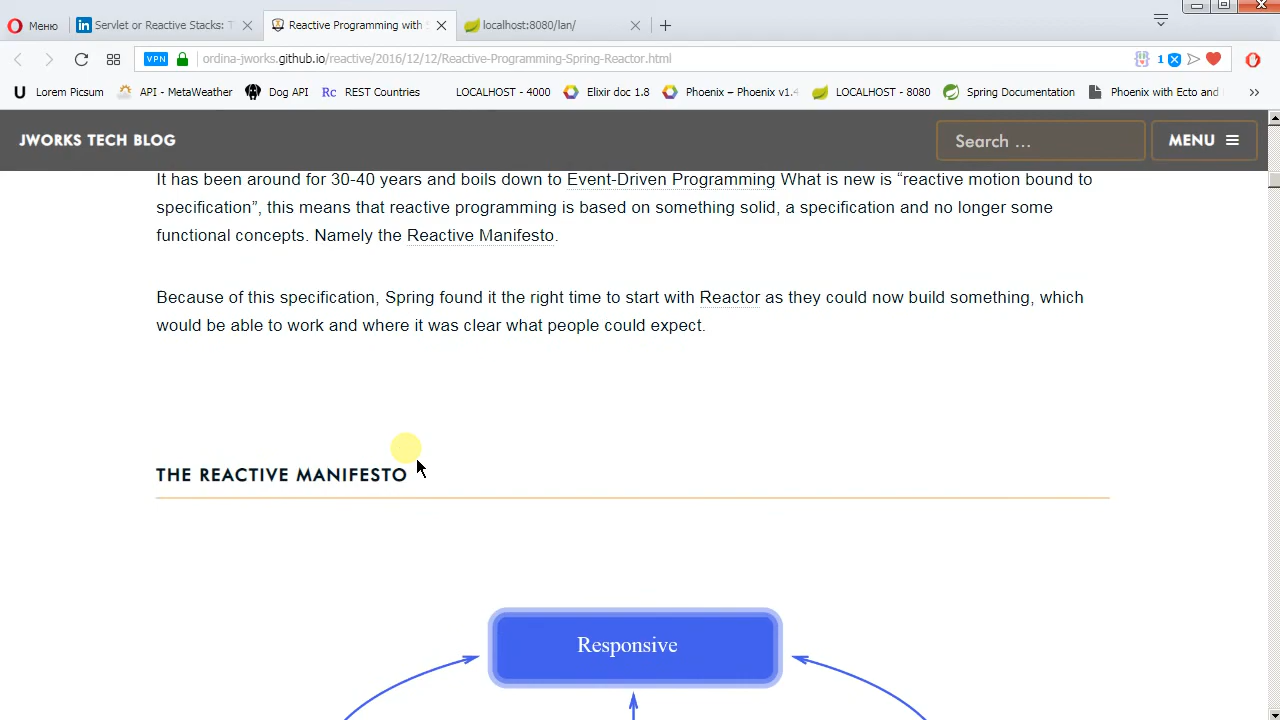 Меню
Servlet or Reactive Stacks: T
Reactive Programming with S
localhost:8080/lan/
VPN
ordina-jworks.github.io/reactive/2016/12/12/Reactive-Programming-Spring-Reactor.html
1
U Lorem Picsum
API - MetaWeather
Dog API
Rc REST Countries
LOCALHOST - 4000
Elixir doc 1.8
Phoenix – Phoenix v1.4
LOCALHOST - 8080
Spring Documentation
Phoenix with Ecto and
»
JWORKS TECH BLOG
Search ...
MENU
It has been around for 30-40 years and boils down to Event-Driven Programming What is new is “reactive motion bound to
specification”, this means that reactive programming is based on something solid, a specification and no longer some
functional concepts. Namely the Reactive Manifesto.
Because of this specification, Spring found it the right time to start with Reactor as they could now build something, which
would be able to work and where it was clear what people could expect.
THE REACTIVE MANIFESTO
Responsive